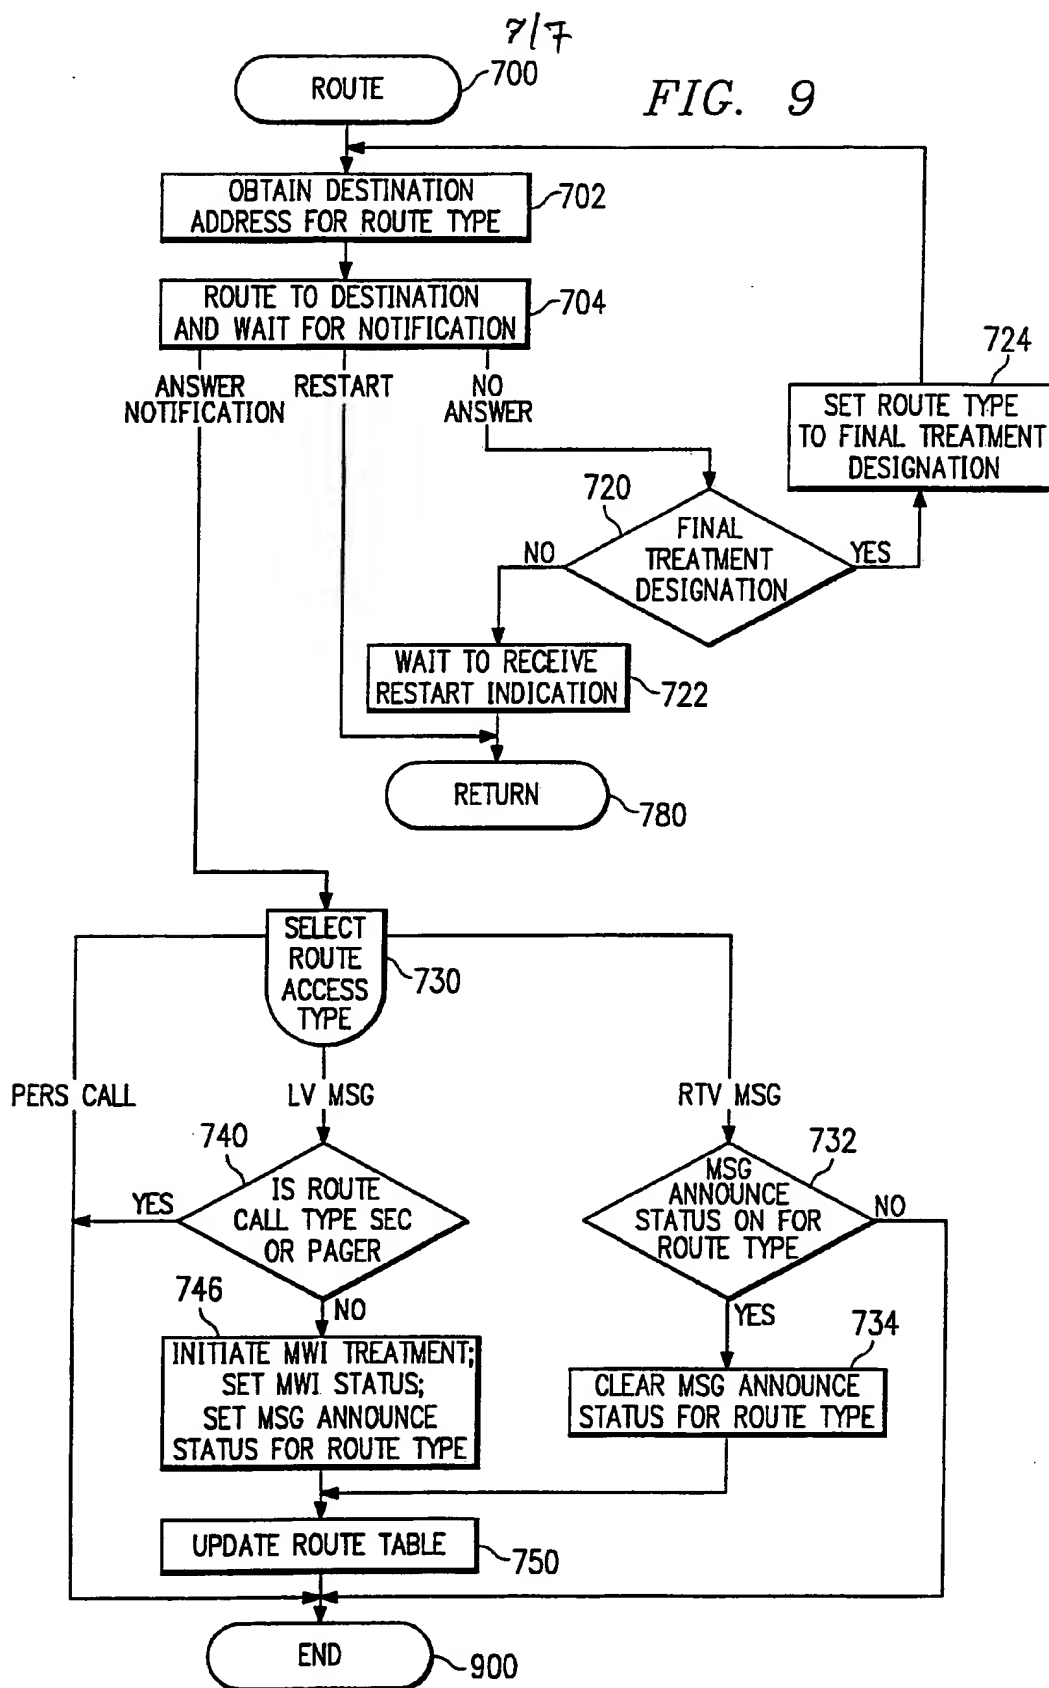 7/7
ROUTE
700
FIG. 9
OBTAIN DESTINATION
ADDRESS FOR ROUTE TYPE
702
ROUTE TO DESTINATION
AND WAIT FOR NOTIFICATION
704
ANSWER
NOTIFICATION
RESTART
NO
ANSWER
724
SET ROUTE TYPE
TO FINAL TREATMENT
DESIGNATION
720
FINAL
TREATMENT
DESIGNATION
NO
YES
WAIT TO RECEIVE
RESTART INDICATION
722
RETURN
780
SELECT
ROUTE
ACCESS
TYPE
730
PERS CALL
LV MSG
RTV MSG
740
IS ROUTE
CALL TYPE SEC
OR PAGER
YES
NO
732
MSG
ANNOUNCE
STATUS ON FOR
ROUTE TYPE
NO
YES
746
INITIATE MWI TREATMENT;
SET MWI STATUS;
SET MSG ANNOUNCE
STATUS FOR ROUTE TYPE
734
CLEAR MSG ANNOUNCE
STATUS FOR ROUTE TYPE
UPDATE ROUTE TABLE
750
END
900